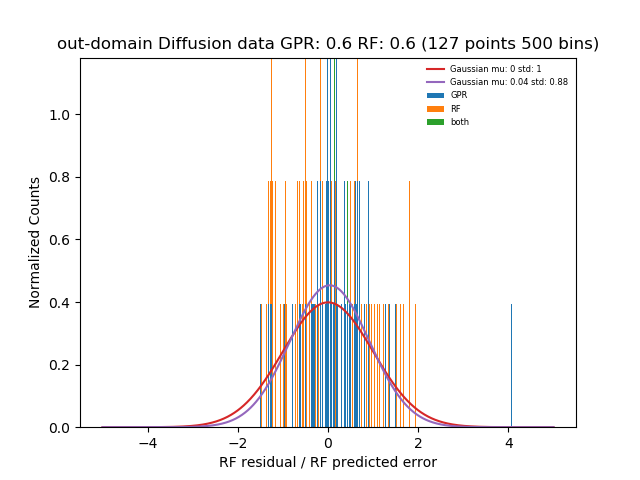 out-domain Diffusion data GPR: 0.6 RF: 0.6 (127 points 500 bins)
Gaussian mu: 0 std: 1
Gaussian mu: 0.04 std: 0.88
GPR
RF
both
Normalized Counts
1.0
0.8
0.6
0.4
0.2
0.0
−4 −2 0 2 4
RF residual / RF predicted error